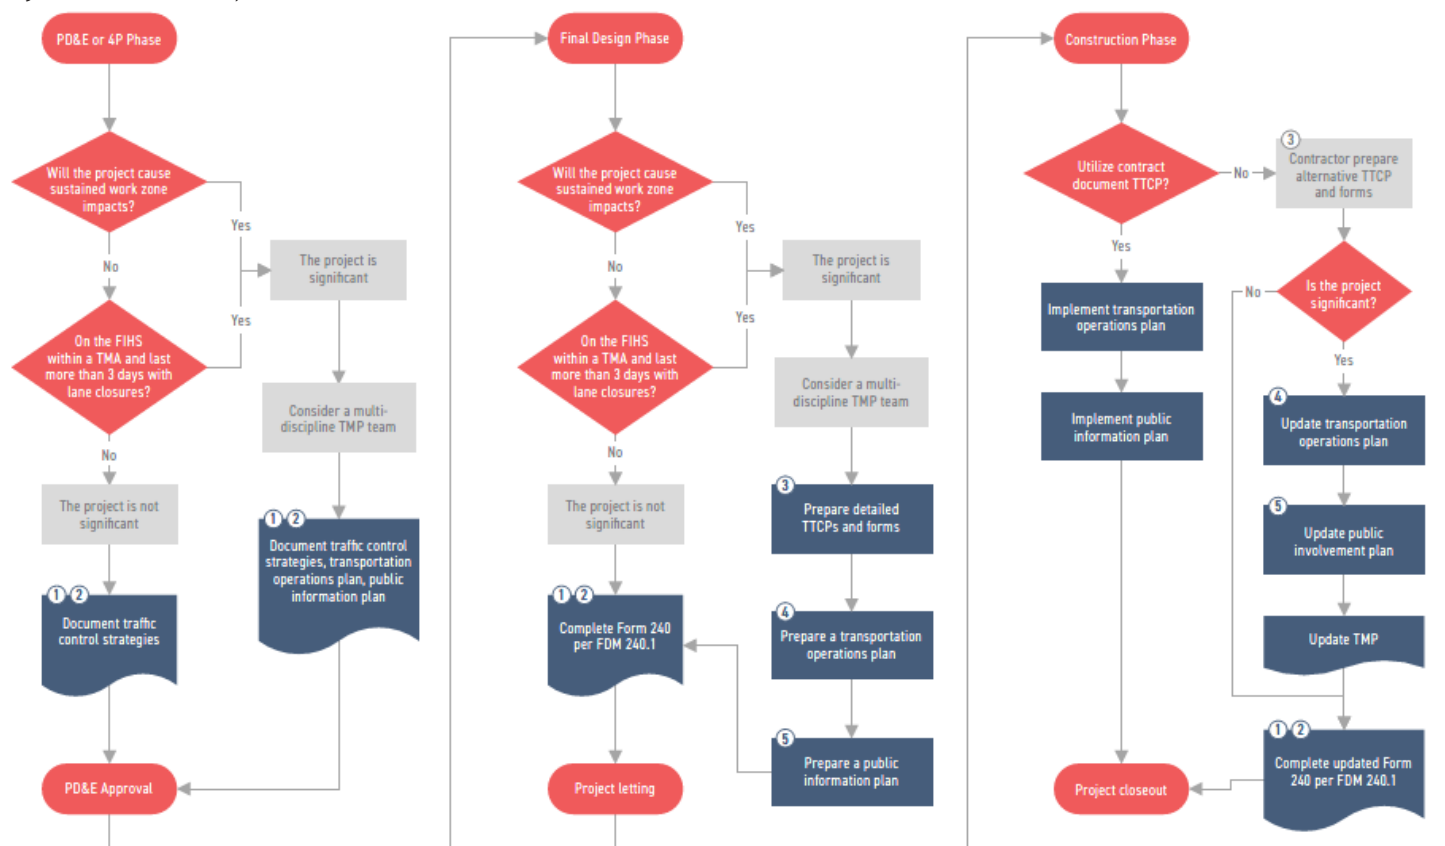 PD&E or 4P Phase
Will the project cause
sustained work zone
impacts?
Yes
No
The project is
significant
Yes
On the FIHS
within a TMA and last
more than 3 days with
lane closures?
Consider a multi-
discipline TMP team
No
The project is not
significant
1 2
Document traffic control
strategies, transportation
operations plan, public
information plan
1 2
Document traffic
control strategies
PD&E Approval
Final Design Phase
Will the project cause
sustained work zone
impacts?
Yes
No
The project is
significant
Yes
On the FIHS
within a TMA and last
more than 3 days with
lane closures?
Consider a multi-
discipline TMP team
No
The project is not
significant
3
Prepare detailed
TTCPs and forms
1 2
Complete Form 240
per FDM 240.1
4
Prepare a transportation
operations plan
5
Prepare a public
information plan
Project letting
Construction Phase
Utilize contract
document TTCP?
No
3
Contractor prepare
alternative TTCP
and forms
Yes
Is the project
significant?
No
Implement transportation
operations plan
Yes
Implement public
information plan
4
Update transportation
operations plan
5
Update public
involvement plan
Update TMP
1 2
Complete updated Form
240 per FDM 240.1
Project closeout